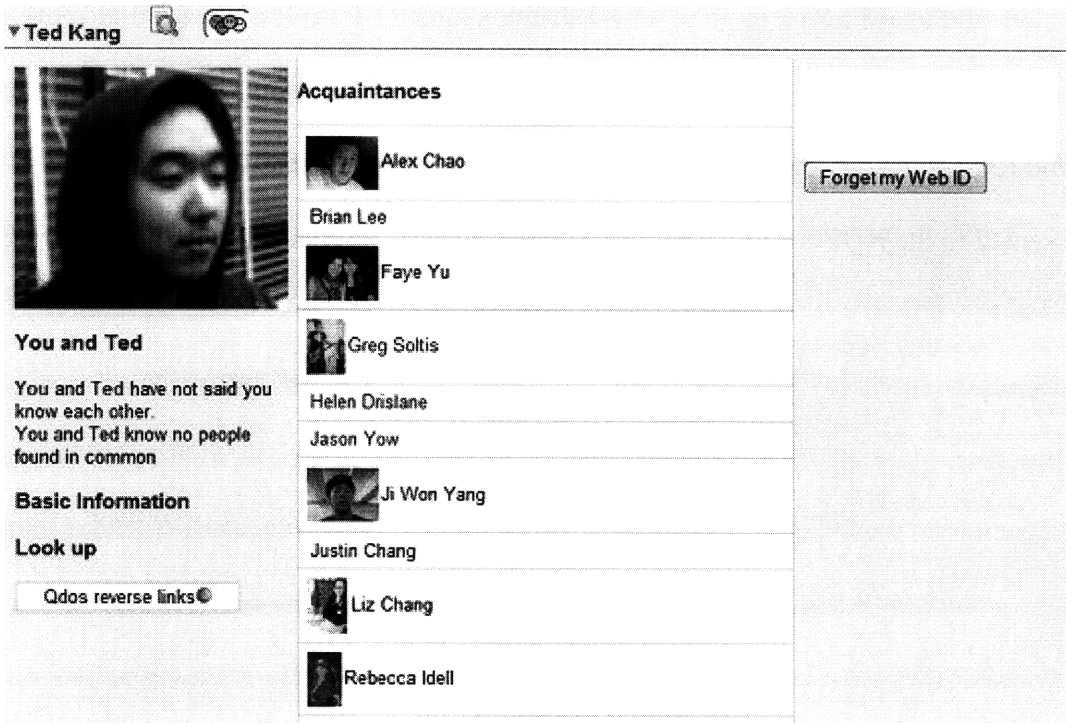 Ted Kang
Acquaintances
Alex Chao
Brian Lee
Faye Yu
Greg Soltis
Helen Drislane
Jason Yow
Ji Won Yang
Justin Chang
Liz Chang
Rebecca Idell
You and Ted
You and Ted have not said you
know each other.
You and Ted know no people
found in common
Basic Information
Look up
Qdos reverse links
Forget my Web ID